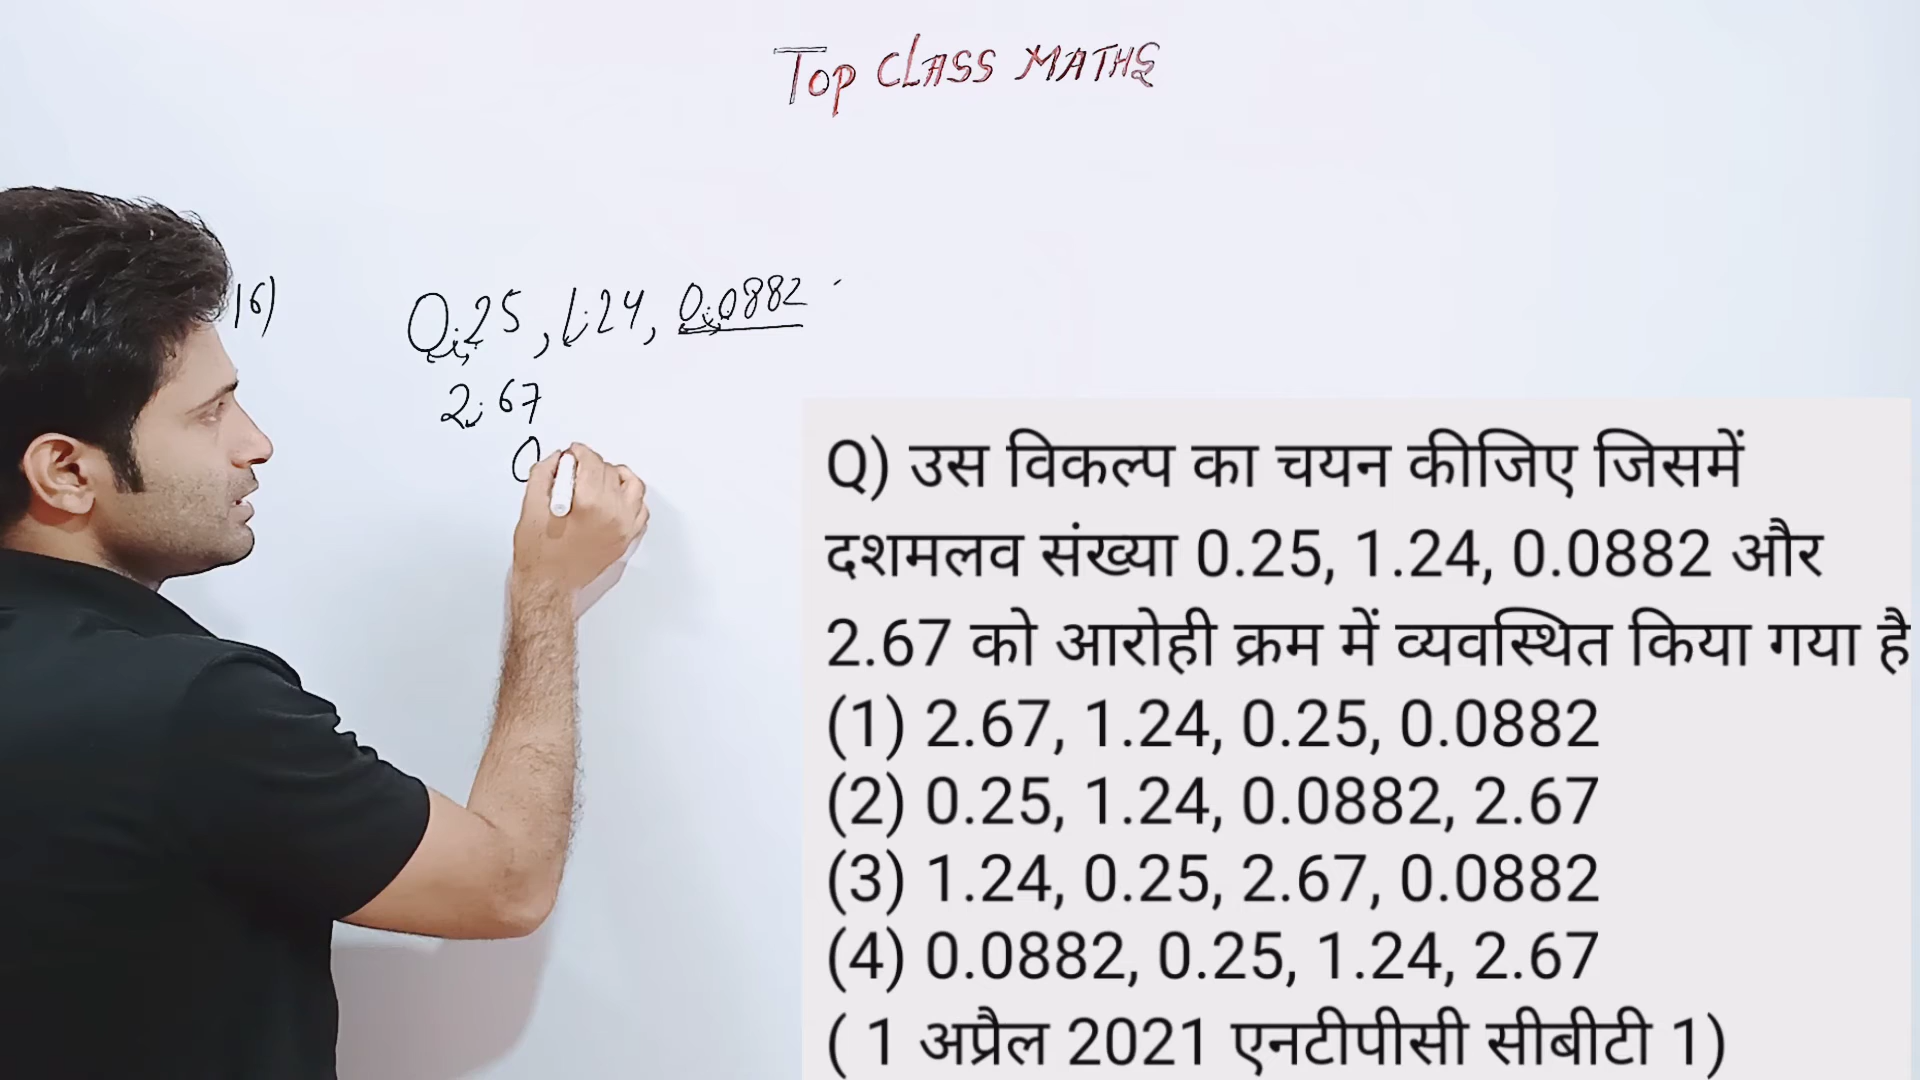 Top CLASS MATHS
16) 0.25, 1.24, 0.0882
2.67
0
Q) उस विकल्प का चयन कीजिए जिसमें
दशमलव संख्या 0.25, 1.24, 0.0882 और
2.67 को आरोही क्रम में व्यवस्थित किया गया है
(1) 2.67, 1.24, 0.25, 0.0882
(2) 0.25, 1.24, 0.0882, 2.67
(3) 1.24, 0.25, 2.67, 0.0882
(4) 0.0882, 0.25, 1.24, 2.67
( 1 अप्रैल 2021 एनटीपीसी सीबीटी 1)